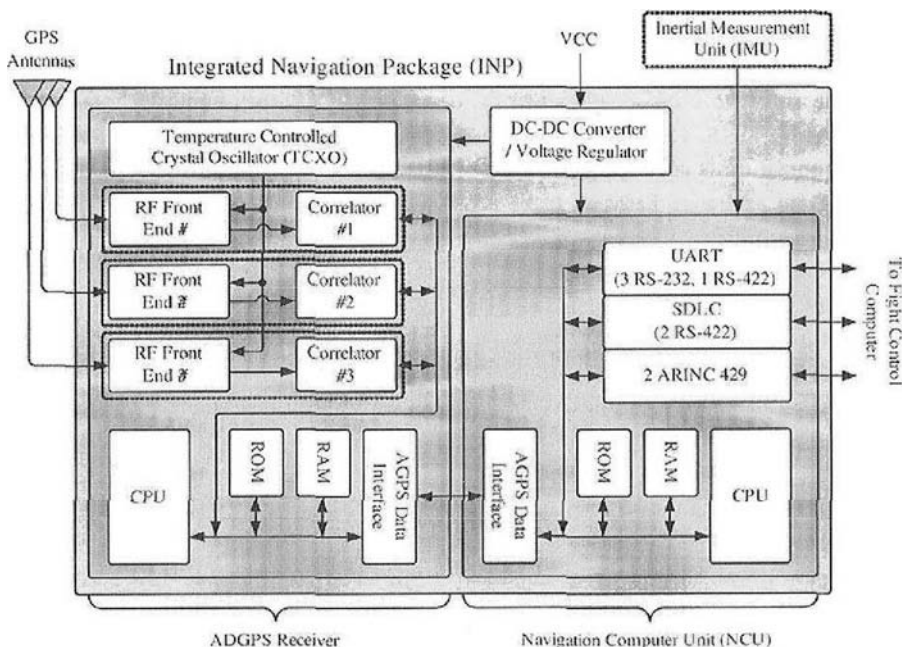 GPS
Antennas
Integrated Navigation Package (INP)
VCC
Inertial Measurement
Unit (IMU)
Temperature Controlled
Crystal Oscillator (TCXO)
DC-DC Converter
/ Voltage Regulator
RF Front
End #
Correlator
#1
RF Front
End #
Correlator
#2
RF Front
End #
Correlator
#3
UART
(3 RS-232, 1 RS-422)
SDLC
(2 RS-422)
2 ARINC 429
To Fight Control
Computer
CPU
ROM
RAM
AGPS Data
Interface
AGPS Data
Interface
ROM
RAM
CPU
ADGPS Receiver
Navigation Computer Unit (NCU)